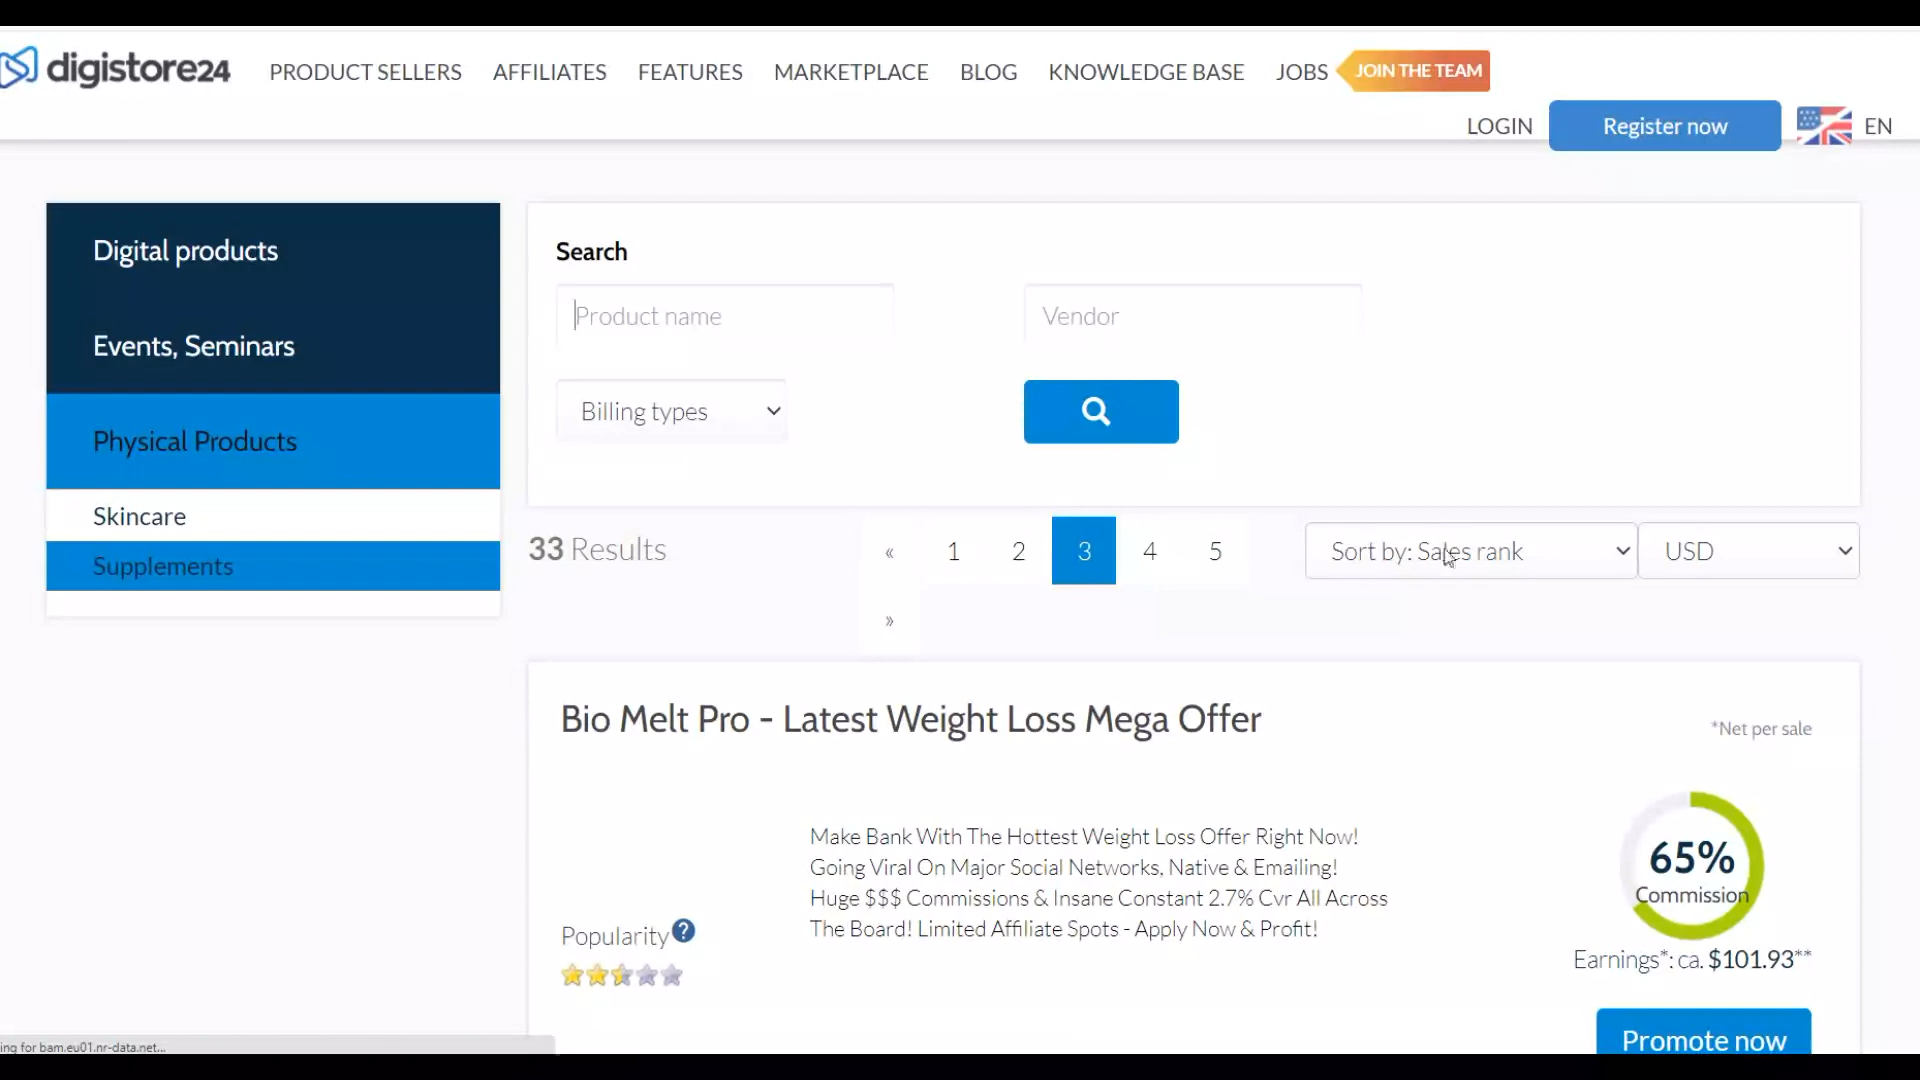 digistore24 PRODUCT SELLERS AFFILIATES FEATURES MARKETPLACE BLOG KNOWLEDGE BASE JOBS JOIN THE TEAM
LOGIN Register now EN
Digital products
Events, Seminars
Physical Products
Skincare
Supplements
Search
Product name Vendor
Billing types
33 Results « 1 2 3 4 5 Sort by: Sales rank USD
»
Bio Melt Pro - Latest Weight Loss Mega Offer
*Net per sale
Make Bank With The Hottest Weight Loss Offer Right Now!
Going Viral On Major Social Networks, Native & Emailing!
Huge $$$ Commissions & Insane Constant 2.7% Cvr All Across
The Board! Limited Affiliate Spots - Apply Now & Profit!
Popularity ?
65%
Commission
Earnings*: ca. $101.93**
Promote now
ing for bam.eu01.nr-data.net...